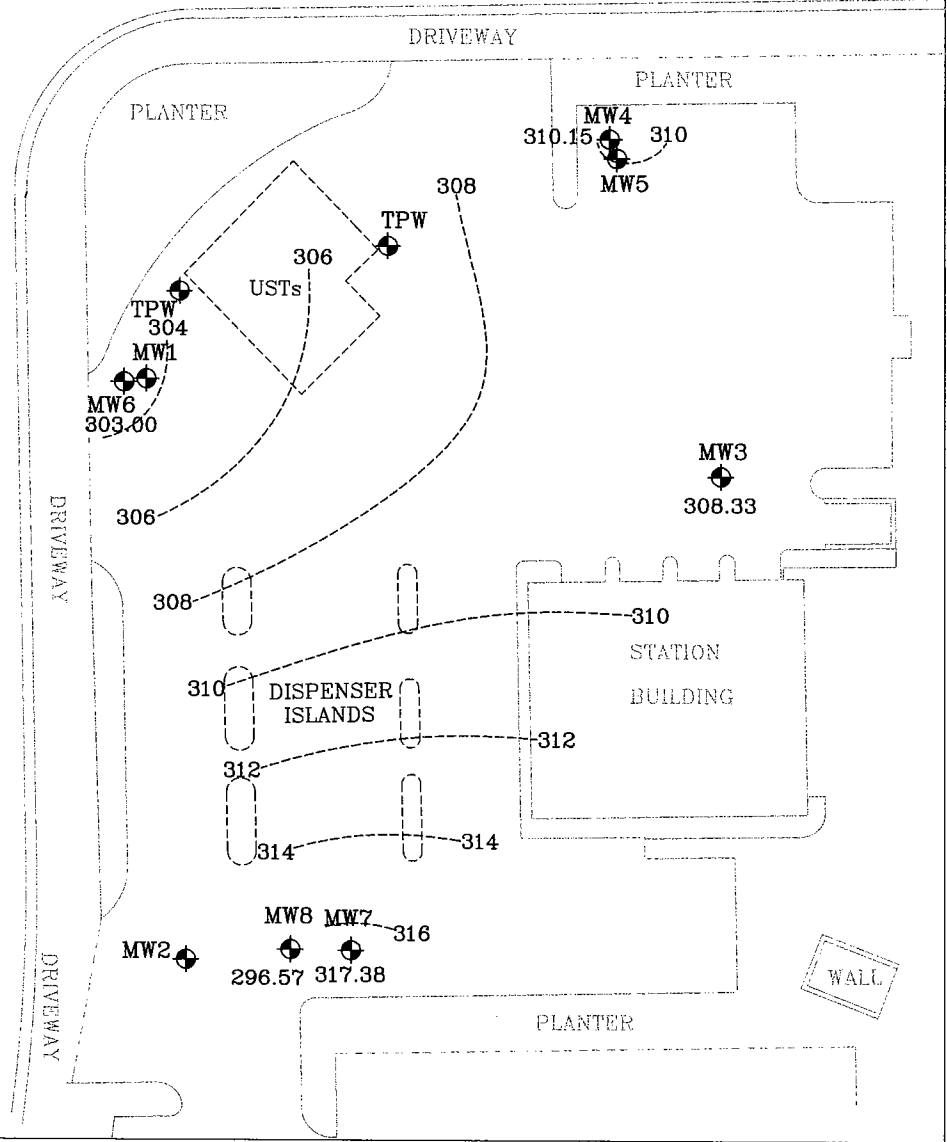 DRIVEWAY
PLANTER
PLANTER
MW4
310.15
310
MW5
308
TPW
306
USTs
TPW
304
MW1
MW6
303.00
MW3
308.33
306
DRIVEWAY
308
310
STATION
BUILDING
310
DISPENSER
ISLANDS
312
312
314
314
MW8
MW7
316
MW2
296.57
317.38
DRIVEWAY
WALL
PLANTER